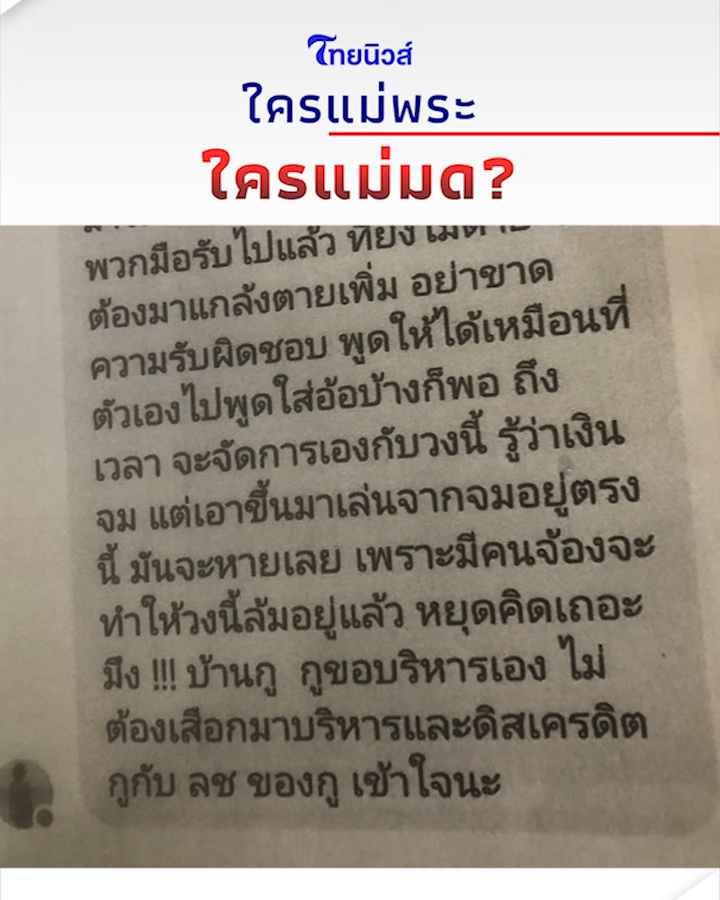 ไทยนิวส์
ใครแม่พระ
ใครแม่มด?
พวกมือรับไปแล้ว ที่ยังไม่ตาย
ต้องมาแกล้งตายเพิ่ม อย่าขาด
ความรับผิดชอบ พูดให้ได้เหมือนที่
ตัวเองไปพูดใส่อ้อบ้างก็พอ ถึง
เวลา จะจัดการเองกับวงนี้ รู้ว่าเงิน
จม แต่เอาขึ้นมาเล่นจากจมอยู่ตรง
นี้ มันจะหายเลย เพราะมีคนจ้องจะ
ทำให้วงนี้ล้มอยู่แล้ว หยุดคิดเถอะ
มึง !!! บ้านกู กูขอบริหารเอง ไม่
ต้องเสือกมาบริหารและดิสเครดิต
กูกับ ลช ของกู เข้าใจนะ